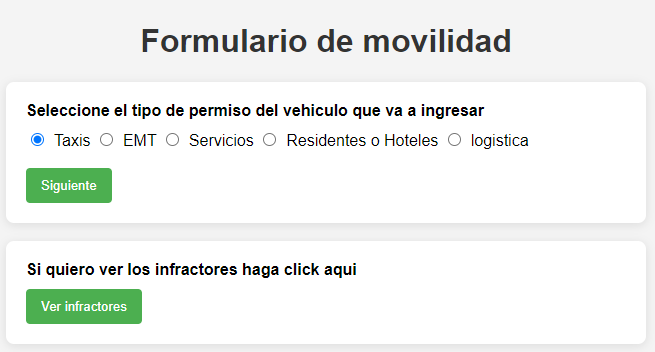 Formulario de movilidad
Seleccione el tipo de permiso del vehiculo que va a ingresar
Taxis EMT Servicios Residentes o Hoteles logistica
Siguiente
Si quiero ver los infractores haga click aqui
Ver infractores